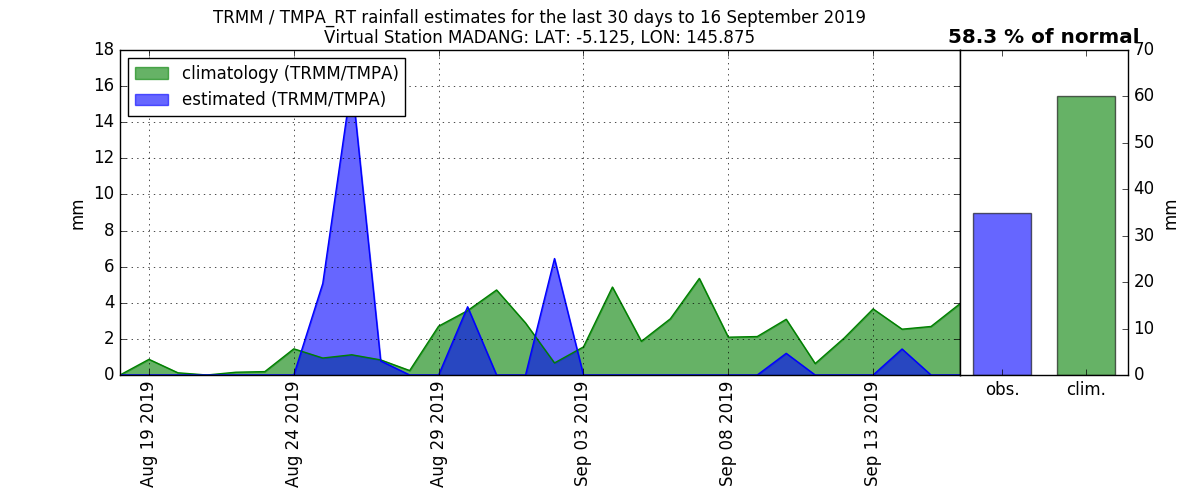 TRMM / TMPA_RT rainfall estimates for the last 30 days to 16 September 2019
Virtual Station MADANG: LAT: -5.125, LON: 145.875
58.3 % of normal
climatology (TRMM/TMPA)
estimated (TRMM/TMPA)
18
16
14
12
10
8
6
4
2
0
mm
Aug 19 2019
Aug 24 2019
Aug 29 2019
Sep 03 2019
Sep 08 2019
Sep 13 2019
70
60
50
40
30
20
10
0
mm
obs.
clim.